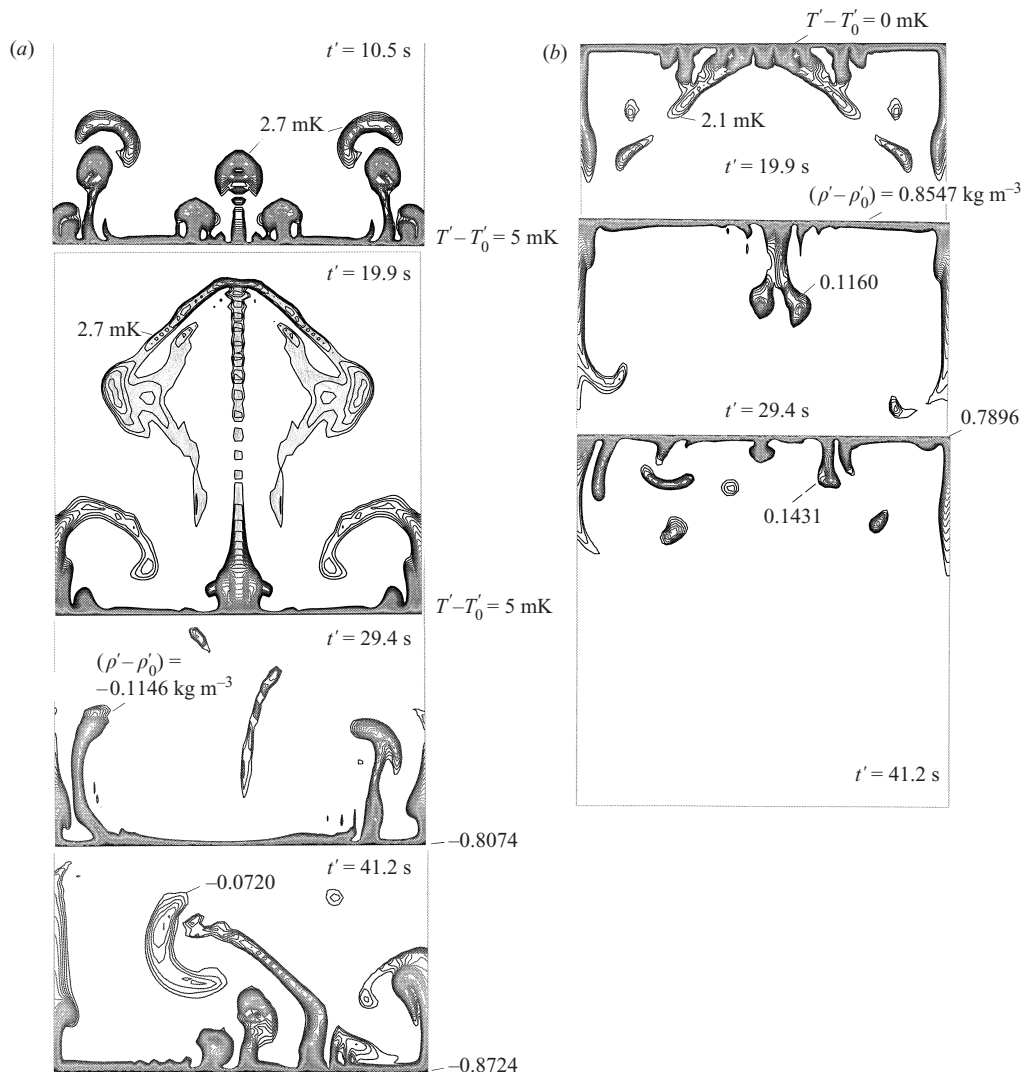 (a)
t′ = 10.5 s
2.7 mK
T′ – T′₀ = 5 mK
t′ = 19.9 s
2.7 mK
T′–T′₀ = 5 mK
t′ = 29.4 s
(ρ′–ρ′₀) =
–0.1146 kg m⁻³
–0.8074
t′ = 41.2 s
–0.0720
–0.8724
(b)
T′ – T′₀ = 0 mK
2.1 mK
t′ = 19.9 s
(ρ′–ρ′₀) = 0.8547 kg m⁻³
0.1160
t′ = 29.4 s
0.7896
0.1431
t′ = 41.2 s